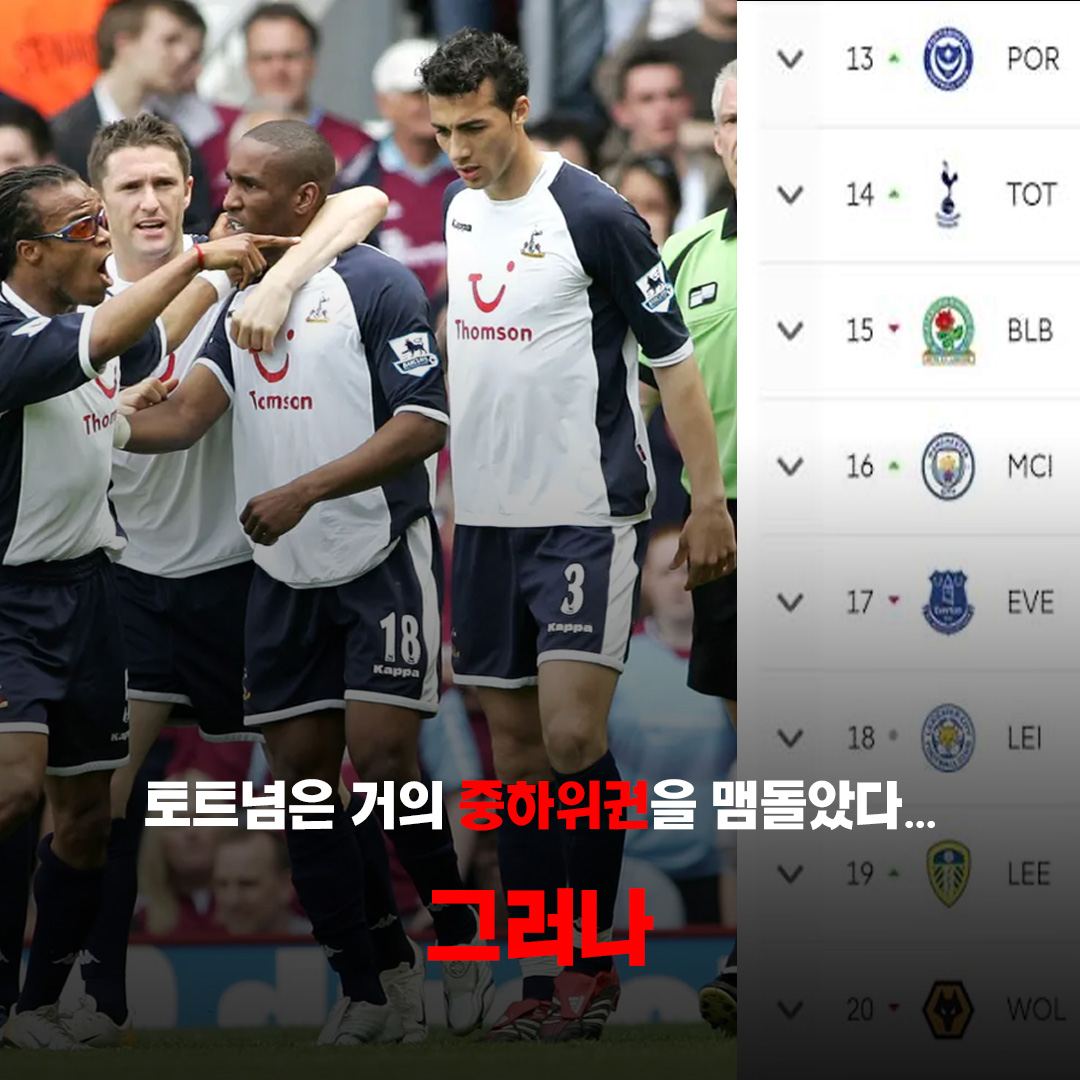 13 POR
14 TOT
15 BLB
16 MCI
17 EVE
18 LEI
19 LEE
20 WOL
Kappa
Thomson
Thomson
Thom
3
Kappa
18
Kappa
토트넘은 거의 중하위권을 맴돌았다...
그러나